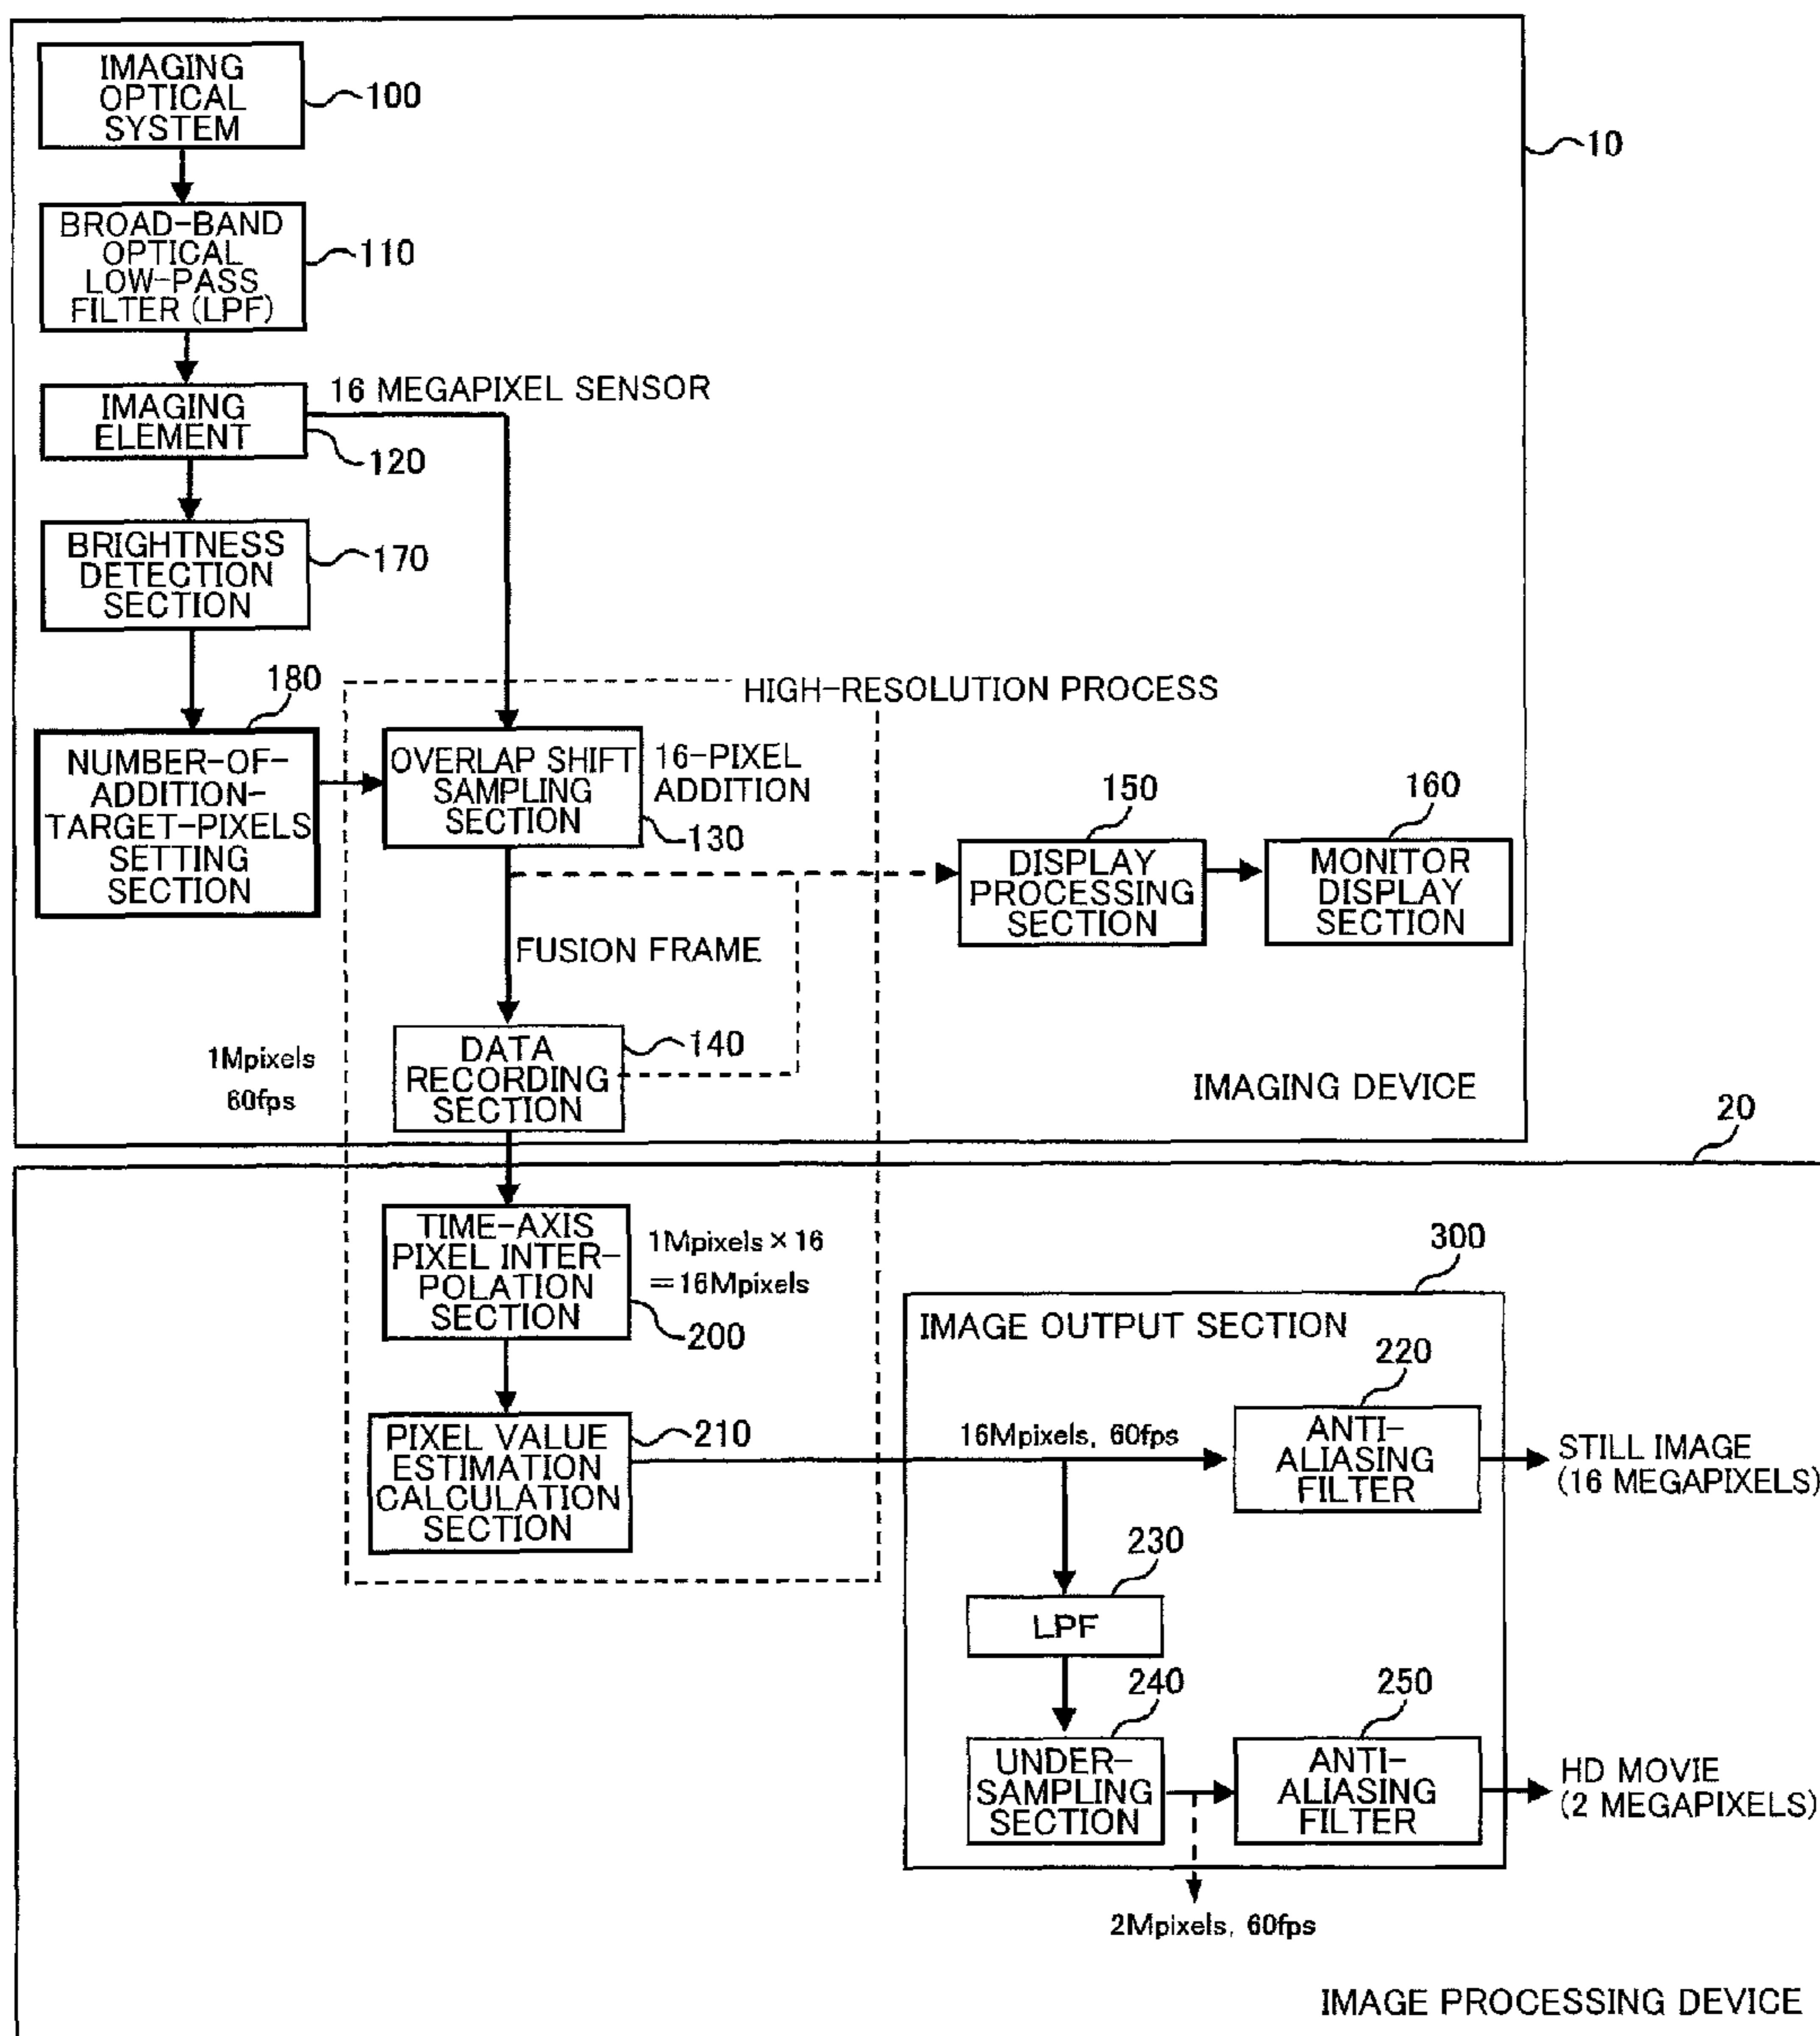 IMAGING
OPTICAL
SYSTEM
100
10
BROAD-BAND
OPTICAL
LOW-PASS
FILTER (LPF)
110
16 MEGAPIXEL SENSOR
IMAGING
ELEMENT
120
BRIGHTNESS
DETECTION
SECTION
170
180
HIGH-RESOLUTION PROCESS
NUMBER-OF-
ADDITION-
TARGET-PIXELS
SETTING
SECTION
OVERLAP SHIFT
SAMPLING
SECTION
16-PIXEL
ADDITION
130
150
160
DISPLAY
PROCESSING
SECTION
MONITOR
DISPLAY
SECTION
FUSION FRAME
1Mpixels
60fps
DATA
RECORDING
SECTION
140
IMAGING DEVICE
20
TIME-AXIS
PIXEL INTER-
POLATION
SECTION
1Mpixels × 16
=16Mpixels
200
300
IMAGE OUTPUT SECTION
220
PIXEL VALUE
ESTIMATION
CALCULATION
SECTION
210
16Mpixels, 60fps
ANTI-
ALIASING
FILTER
STILL IMAGE
(16 MEGAPIXELS)
230
LPF
240
250
UNDER-
SAMPLING
SECTION
ANTI-
ALIASING
FILTER
HD MOVIE
(2 MEGAPIXELS)
2Mpixels, 60fps
IMAGE PROCESSING DEVICE